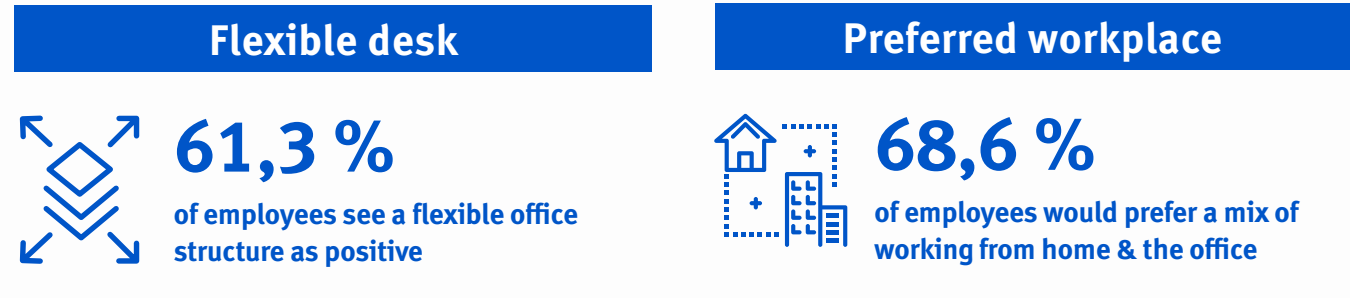 Flexible desk
61,3 %
of employees see a flexible office
structure as positive
Preferred workplace
68,6 %
of employees would prefer a mix of
working from home & the office